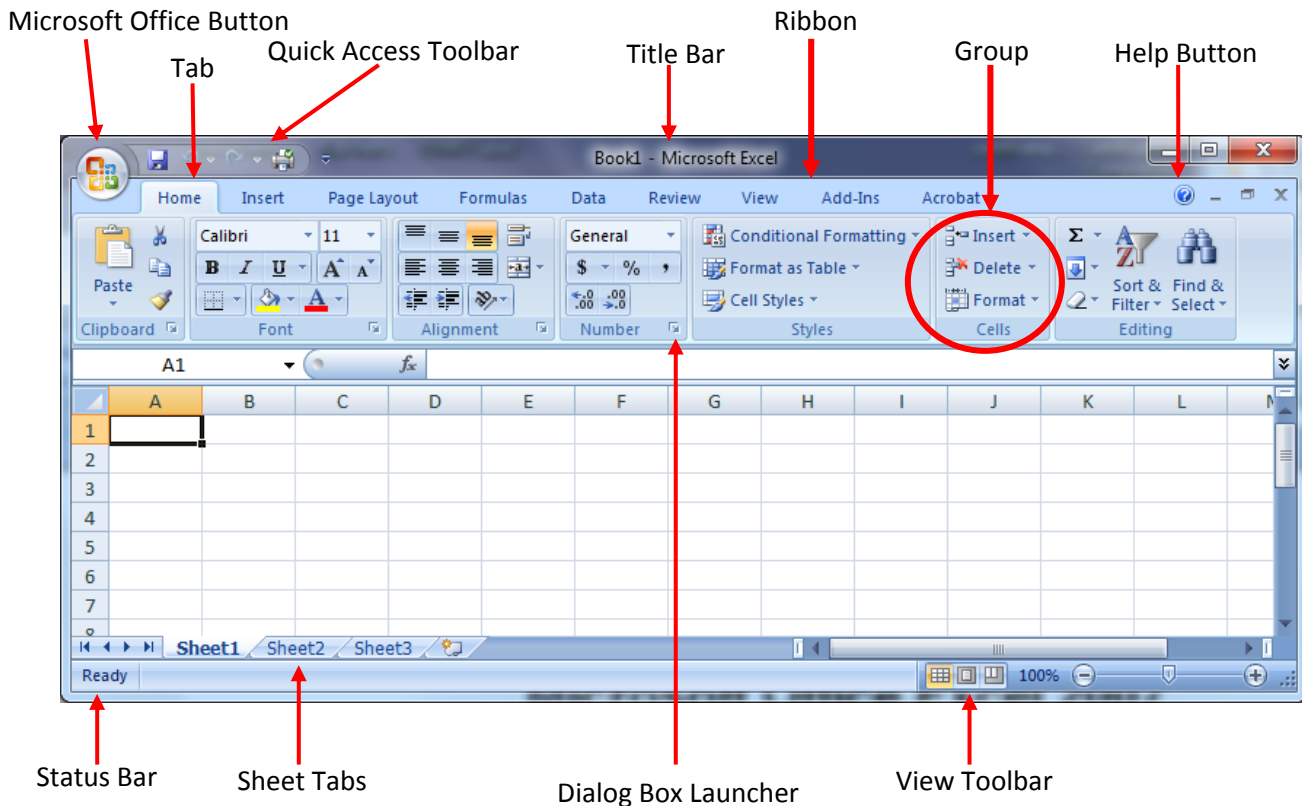 Microsoft Office Button
Ribbon
Quick Access Toolbar
Title Bar
Group
Help Button
Tab
Book1 - Microsoft Excel
Home Insert Page Layout Formulas Data Review View Add-Ins Acrobat
Calibri 11 General Conditional Formatting Insert Σ
B I U A A $ % , Format as Table Delete
Paste Sort & Find &
A .00 .0 .00 .0 Cell Styles Format Filter Select
Clipboard Font Alignment Number Styles Cells Editing
A1 fx
A B C D E F G H I J K L
1
2
3
4
5
6
7
Sheet1 Sheet2 Sheet3
Ready 100%
Status Bar
Sheet Tabs
Dialog Box Launcher
View Toolbar